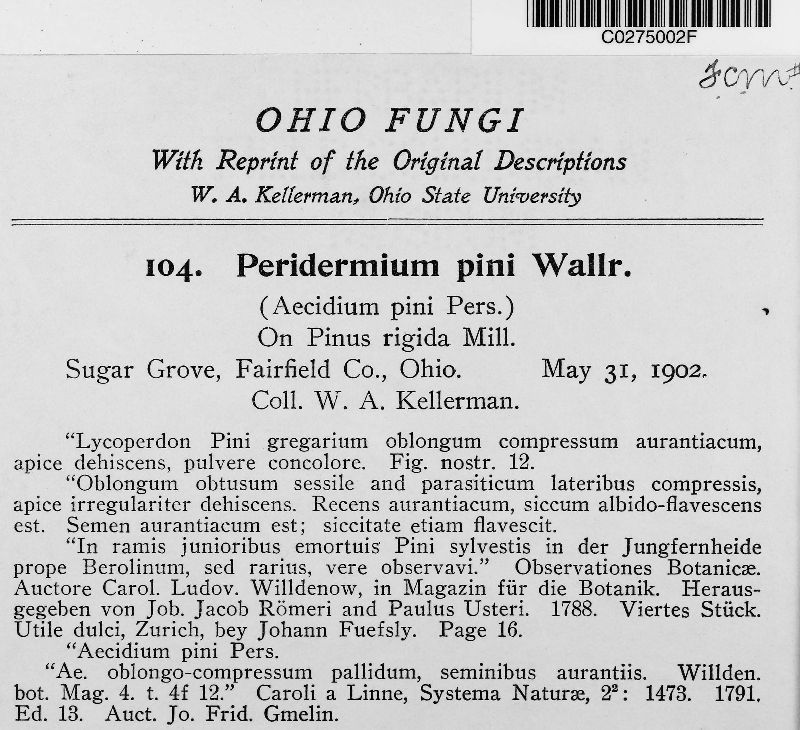 C0275002F
OHIO FUNGI
With Reprint of the Original Descriptions
W. A. Kellerman, Ohio State University
104. Peridermium pini Wallr.
(Aecidium pini Pers.)
On Pinus rigida Mill.
Sugar Grove, Fairfield Co., Ohio. May 31, 1902.
Coll. W. A. Kellerman.
“Lycoperdon Pini gregarium oblongum compressum aurantiacum,
apice dehiscens, pulvere concolore. Fig. nostr. 12.
“Oblongum obtusum sessile and parasiticum lateribus compressis,
apice irregulariter dehiscens. Recens aurantiacum, siccum albido-flavescens
est. Semen aurantiacum est; siccitate etiam flavescit.
“In ramis junioribus emortuis Pini sylvestis in der Jungfernheide
prope Berolinum, sed rarius, vere observavi.” Observationes Botanicæ.
Auctore Carol. Ludov. Willdenow, in Magazin für die Botanik. Heraus-
gegeben von Job. Jacob Römeri and Paulus Usteri. 1788. Viertes Stück.
Utile dulci, Zurich, bey Johann Fuefsly. Page 16.
“Aecidium pini Pers.
“Ae. oblongo-compressum pallidum, seminibus aurantiis. Willden.
bot. Mag. 4. t. 4f 12.” Caroli a Linne, Systema Naturæ, 2²: 1473. 1791.
Ed. 13. Auct. Jo. Frid. Gmelin.